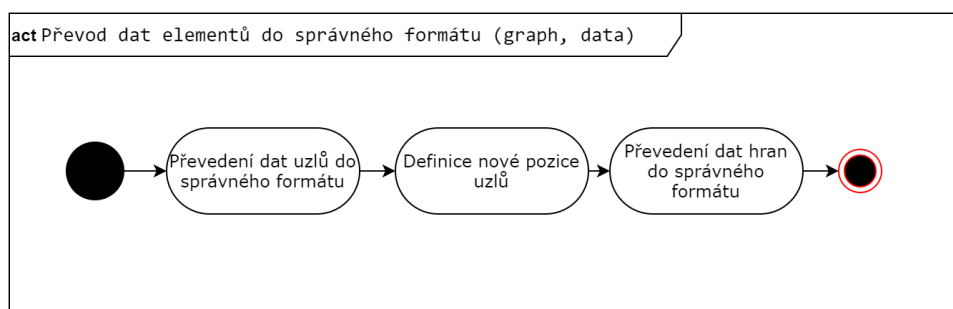 act Převod dat elementů do správného formátu (graph, data)
Převedení dat uzlů do
správného formátu
Definice nové pozice
uzlů
Převedení dat hran
do správného
formátu